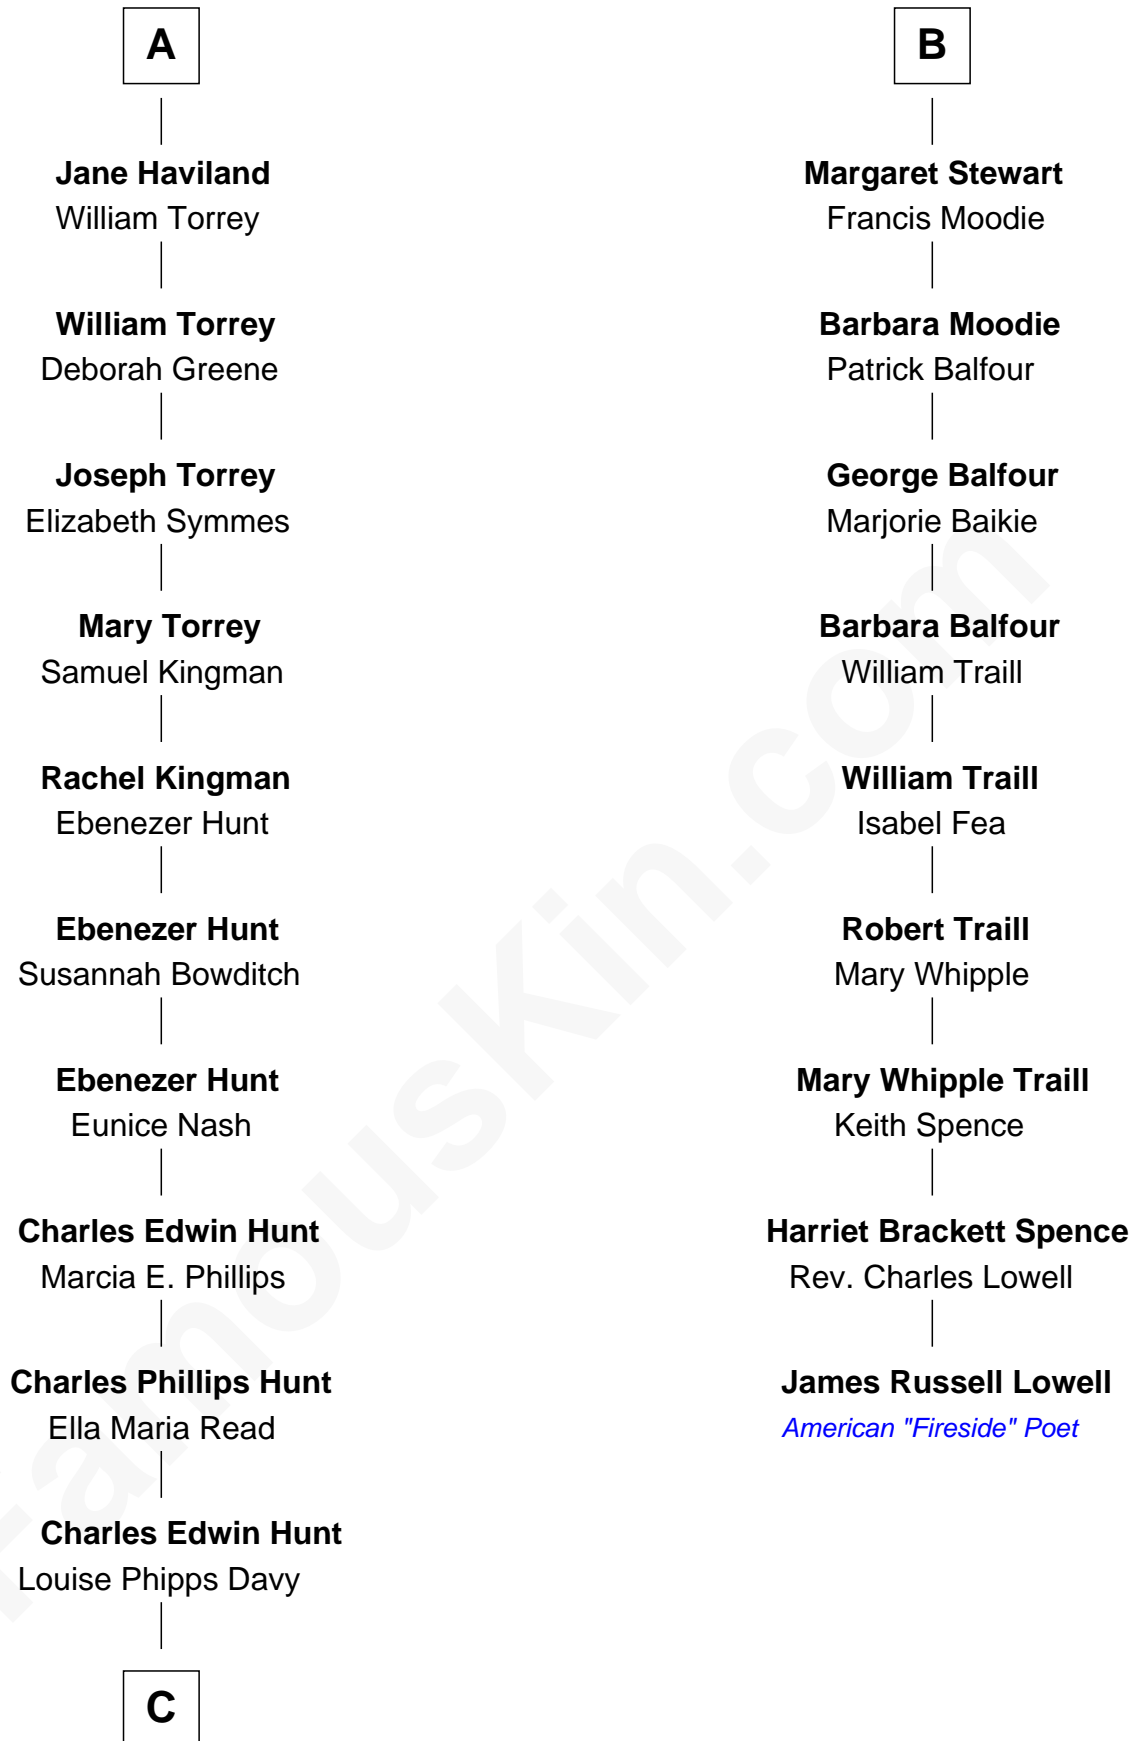 A
Jane Haviland
William Torrey
William Torrey
Deborah Greene
Joseph Torrey
Elizabeth Symmes
Mary Torrey
Samuel Kingman
Rachel Kingman
Ebenezer Hunt
Ebenezer Hunt
Susannah Bowditch
Ebenezer Hunt
Eunice Nash
Charles Edwin Hunt
Marcia E. Phillips
Charles Phillips Hunt
Ella Maria Read
Charles Edwin Hunt
Louise Phipps Davy
C
B
Margaret Stewart
Francis Moodie
Barbara Moodie
Patrick Balfour
George Balfour
Marjorie Baikie
Barbara Balfour
William Traill
William Traill
Isabel Fea
Robert Traill
Mary Whipple
Mary Whipple Traill
Keith Spence
Harriet Brackett Spence
Rev. Charles Lowell
James Russell Lowell
American "Fireside" Poet
FamousKin.com